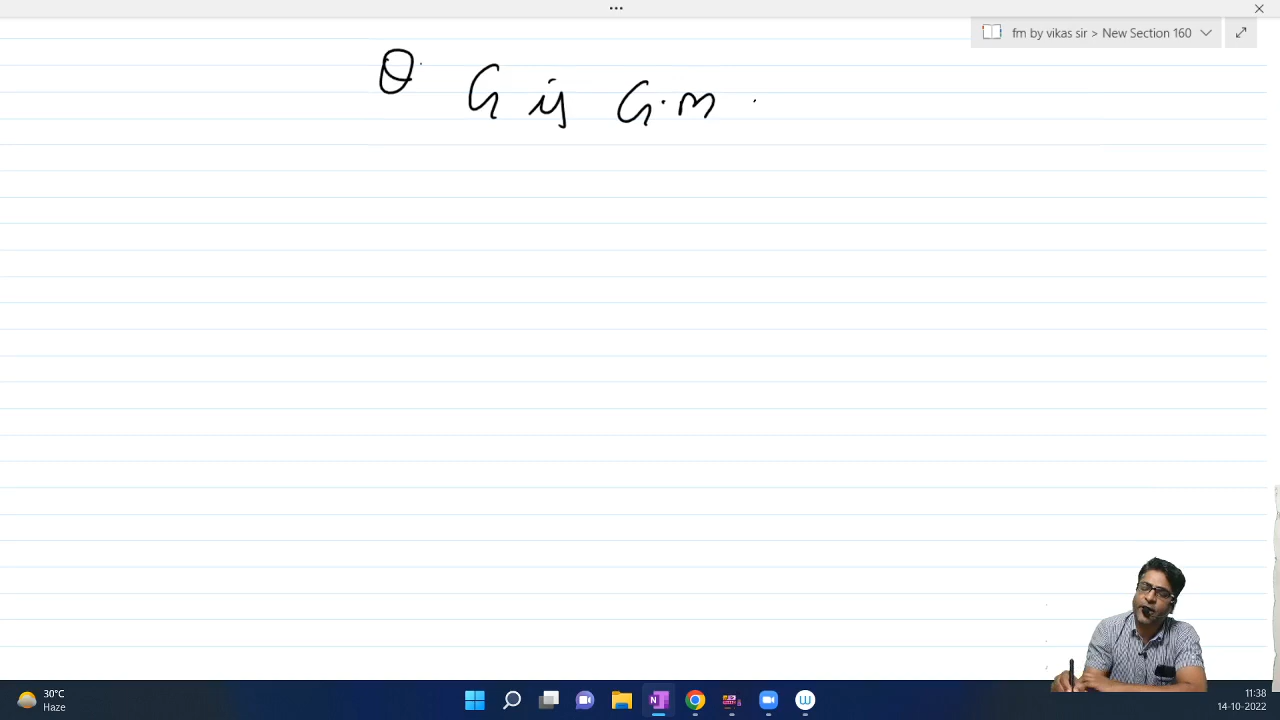 fm by vikas sir > New Section 160
Q. G is G.M.
30°C
Haze
11:38
14-10-2022